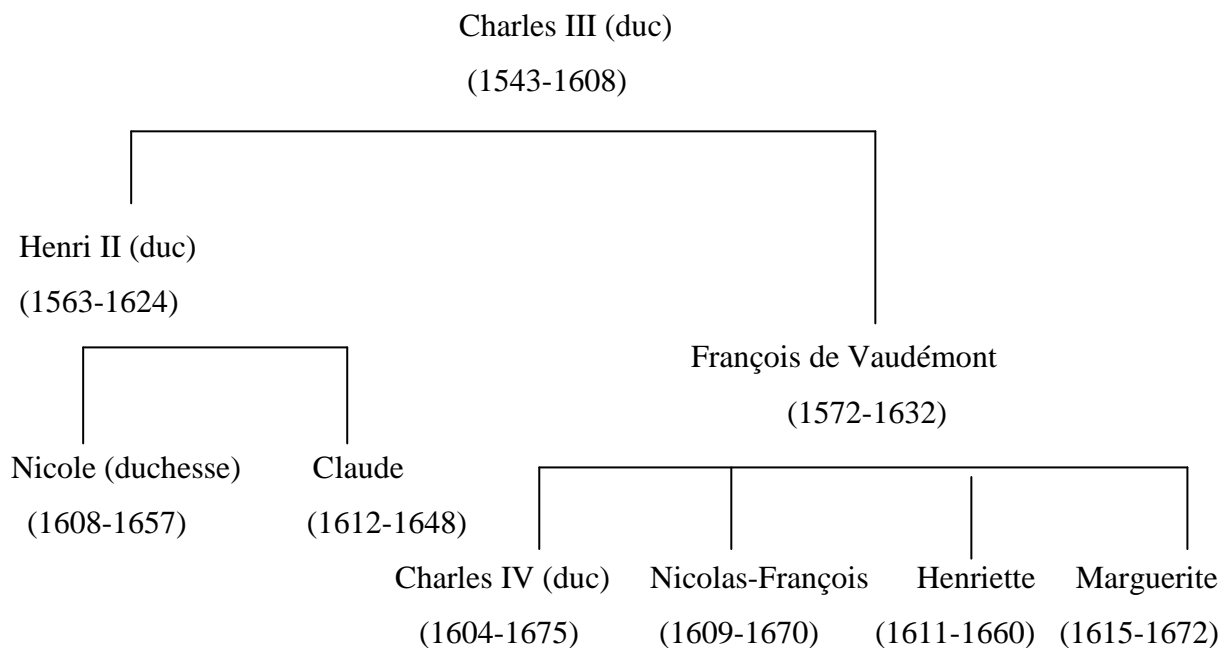 Charles III (duc)
(1543-1608)
Henri II (duc)
(1563-1624)
François de Vaudémont
(1572-1632)
Nicole (duchesse) Claude
(1608-1657) (1612-1648)
Charles IV (duc) Nicolas-François Henriette Marguerite
(1604-1675) (1609-1670) (1611-1660) (1615-1672)